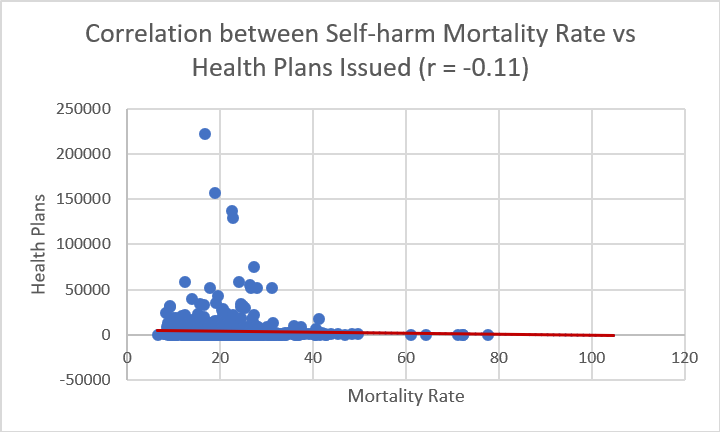 Correlation between Self-harm Mortality Rate vs
Health Plans Issued (r = -0.11)
250000
200000
150000
100000
50000
0
-50000
Health Plans
0 20 40 60 80 100 120
Mortality Rate